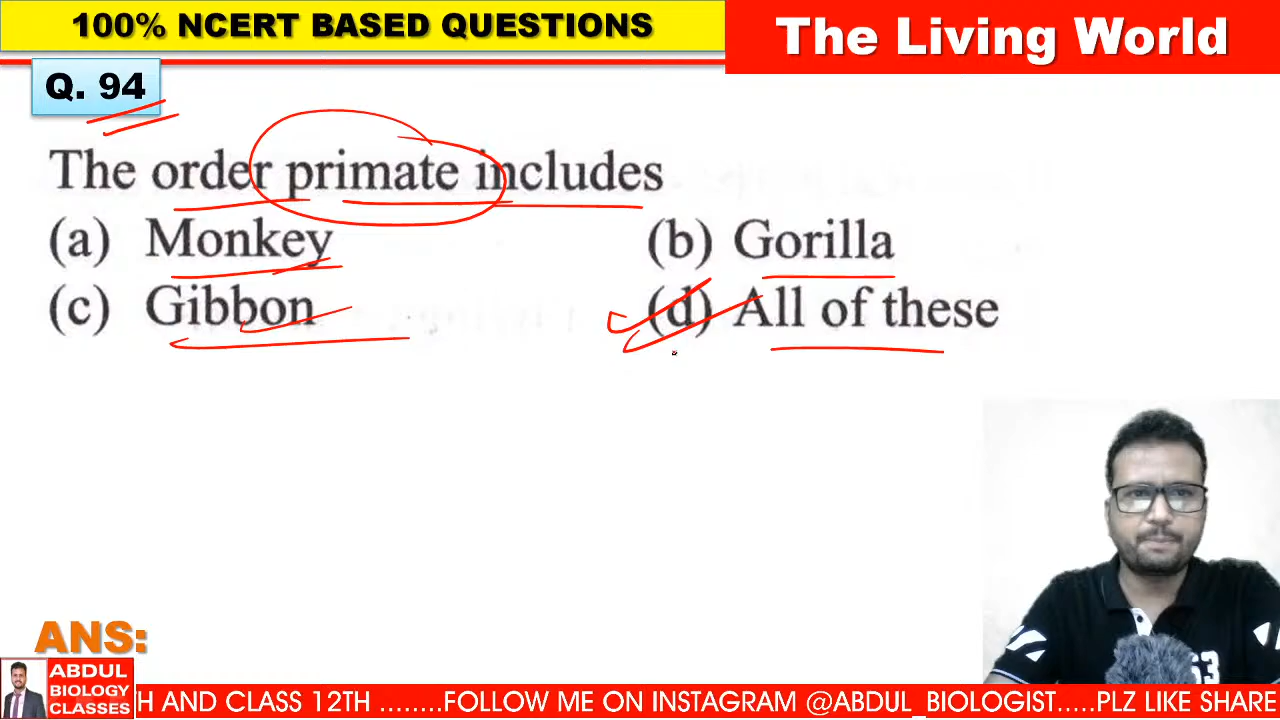 100% NCERT BASED QUESTIONS
The Living World
Q. 94
The order primate includes
(a) Monkey
(b) Gorilla
(c) Gibbon
(d) All of these
63
ANS:
ABDUL
BIOLOGY
CLASSES
H AND CLASS 12TH ........FOLLOW ME ON INSTAGRAM @ABDUL_BIOLOGIST.....PLZ LIKE SHARE